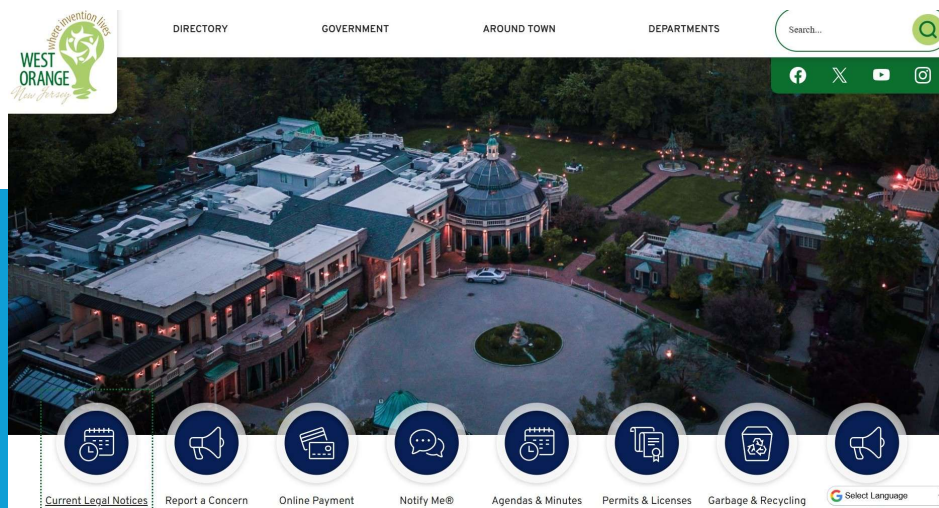 where invention lives
WEST
ORANGE
New Jersey
DIRECTORY
GOVERNMENT
AROUND TOWN
DEPARTMENTS
Search...
Current Legal Notices
Report a Concern
Online Payment
Notify Me®
Agendas & Minutes
Permits & Licenses
Garbage & Recycling
Select Language